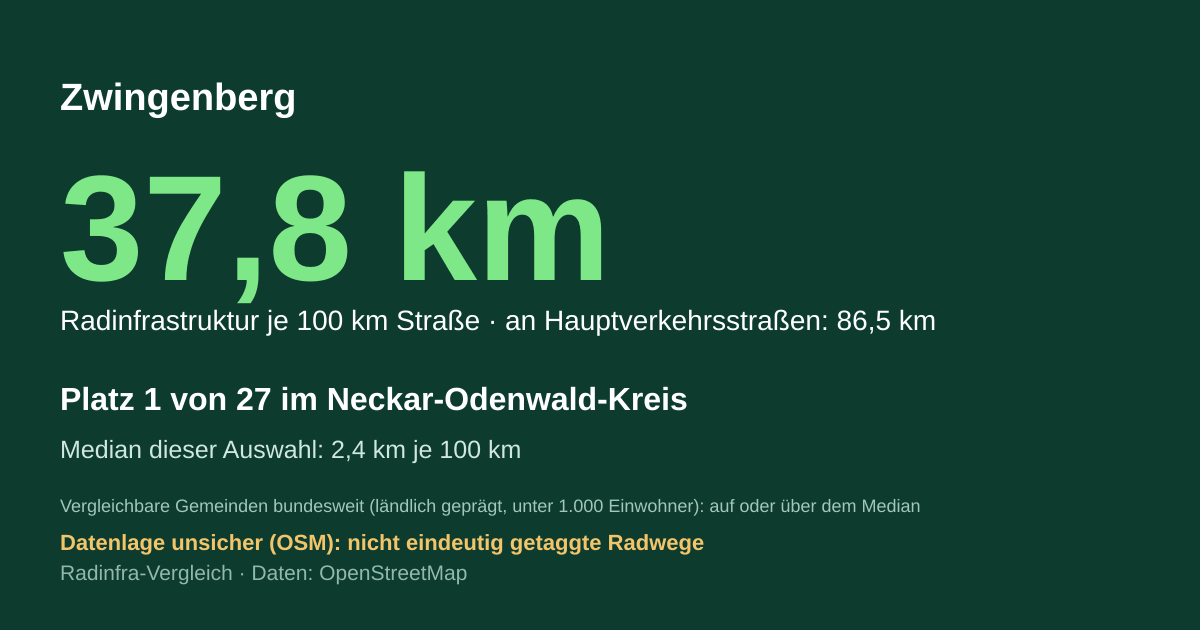 Zwingenberg
37,8 km
Radinfrastruktur je 100 km Straße · an Hauptverkehrsstraßen: 86,5 km
Platz 1 von 27 im Neckar-Odenwald-Kreis
Median dieser Auswahl: 2,4 km je 100 km
Vergleichbare Gemeinden bundesweit (ländlich geprägt, unter 1.000 Einwohner): auf oder über dem Median
Datenlage unsicher (OSM): nicht eindeutig getaggte Radwege
Radinfra-Vergleich · Daten: OpenStreetMap